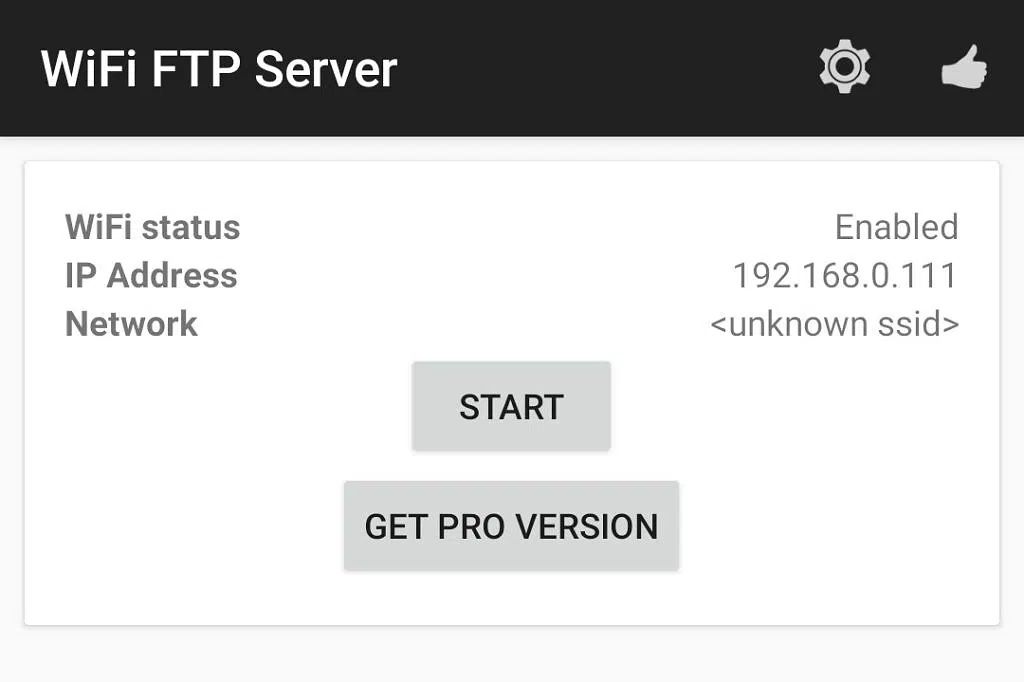 WiFi FTP Server
WiFi status Enabled
IP Address 192.168.0.111
Network <unknown ssid>
START
GET PRO VERSION